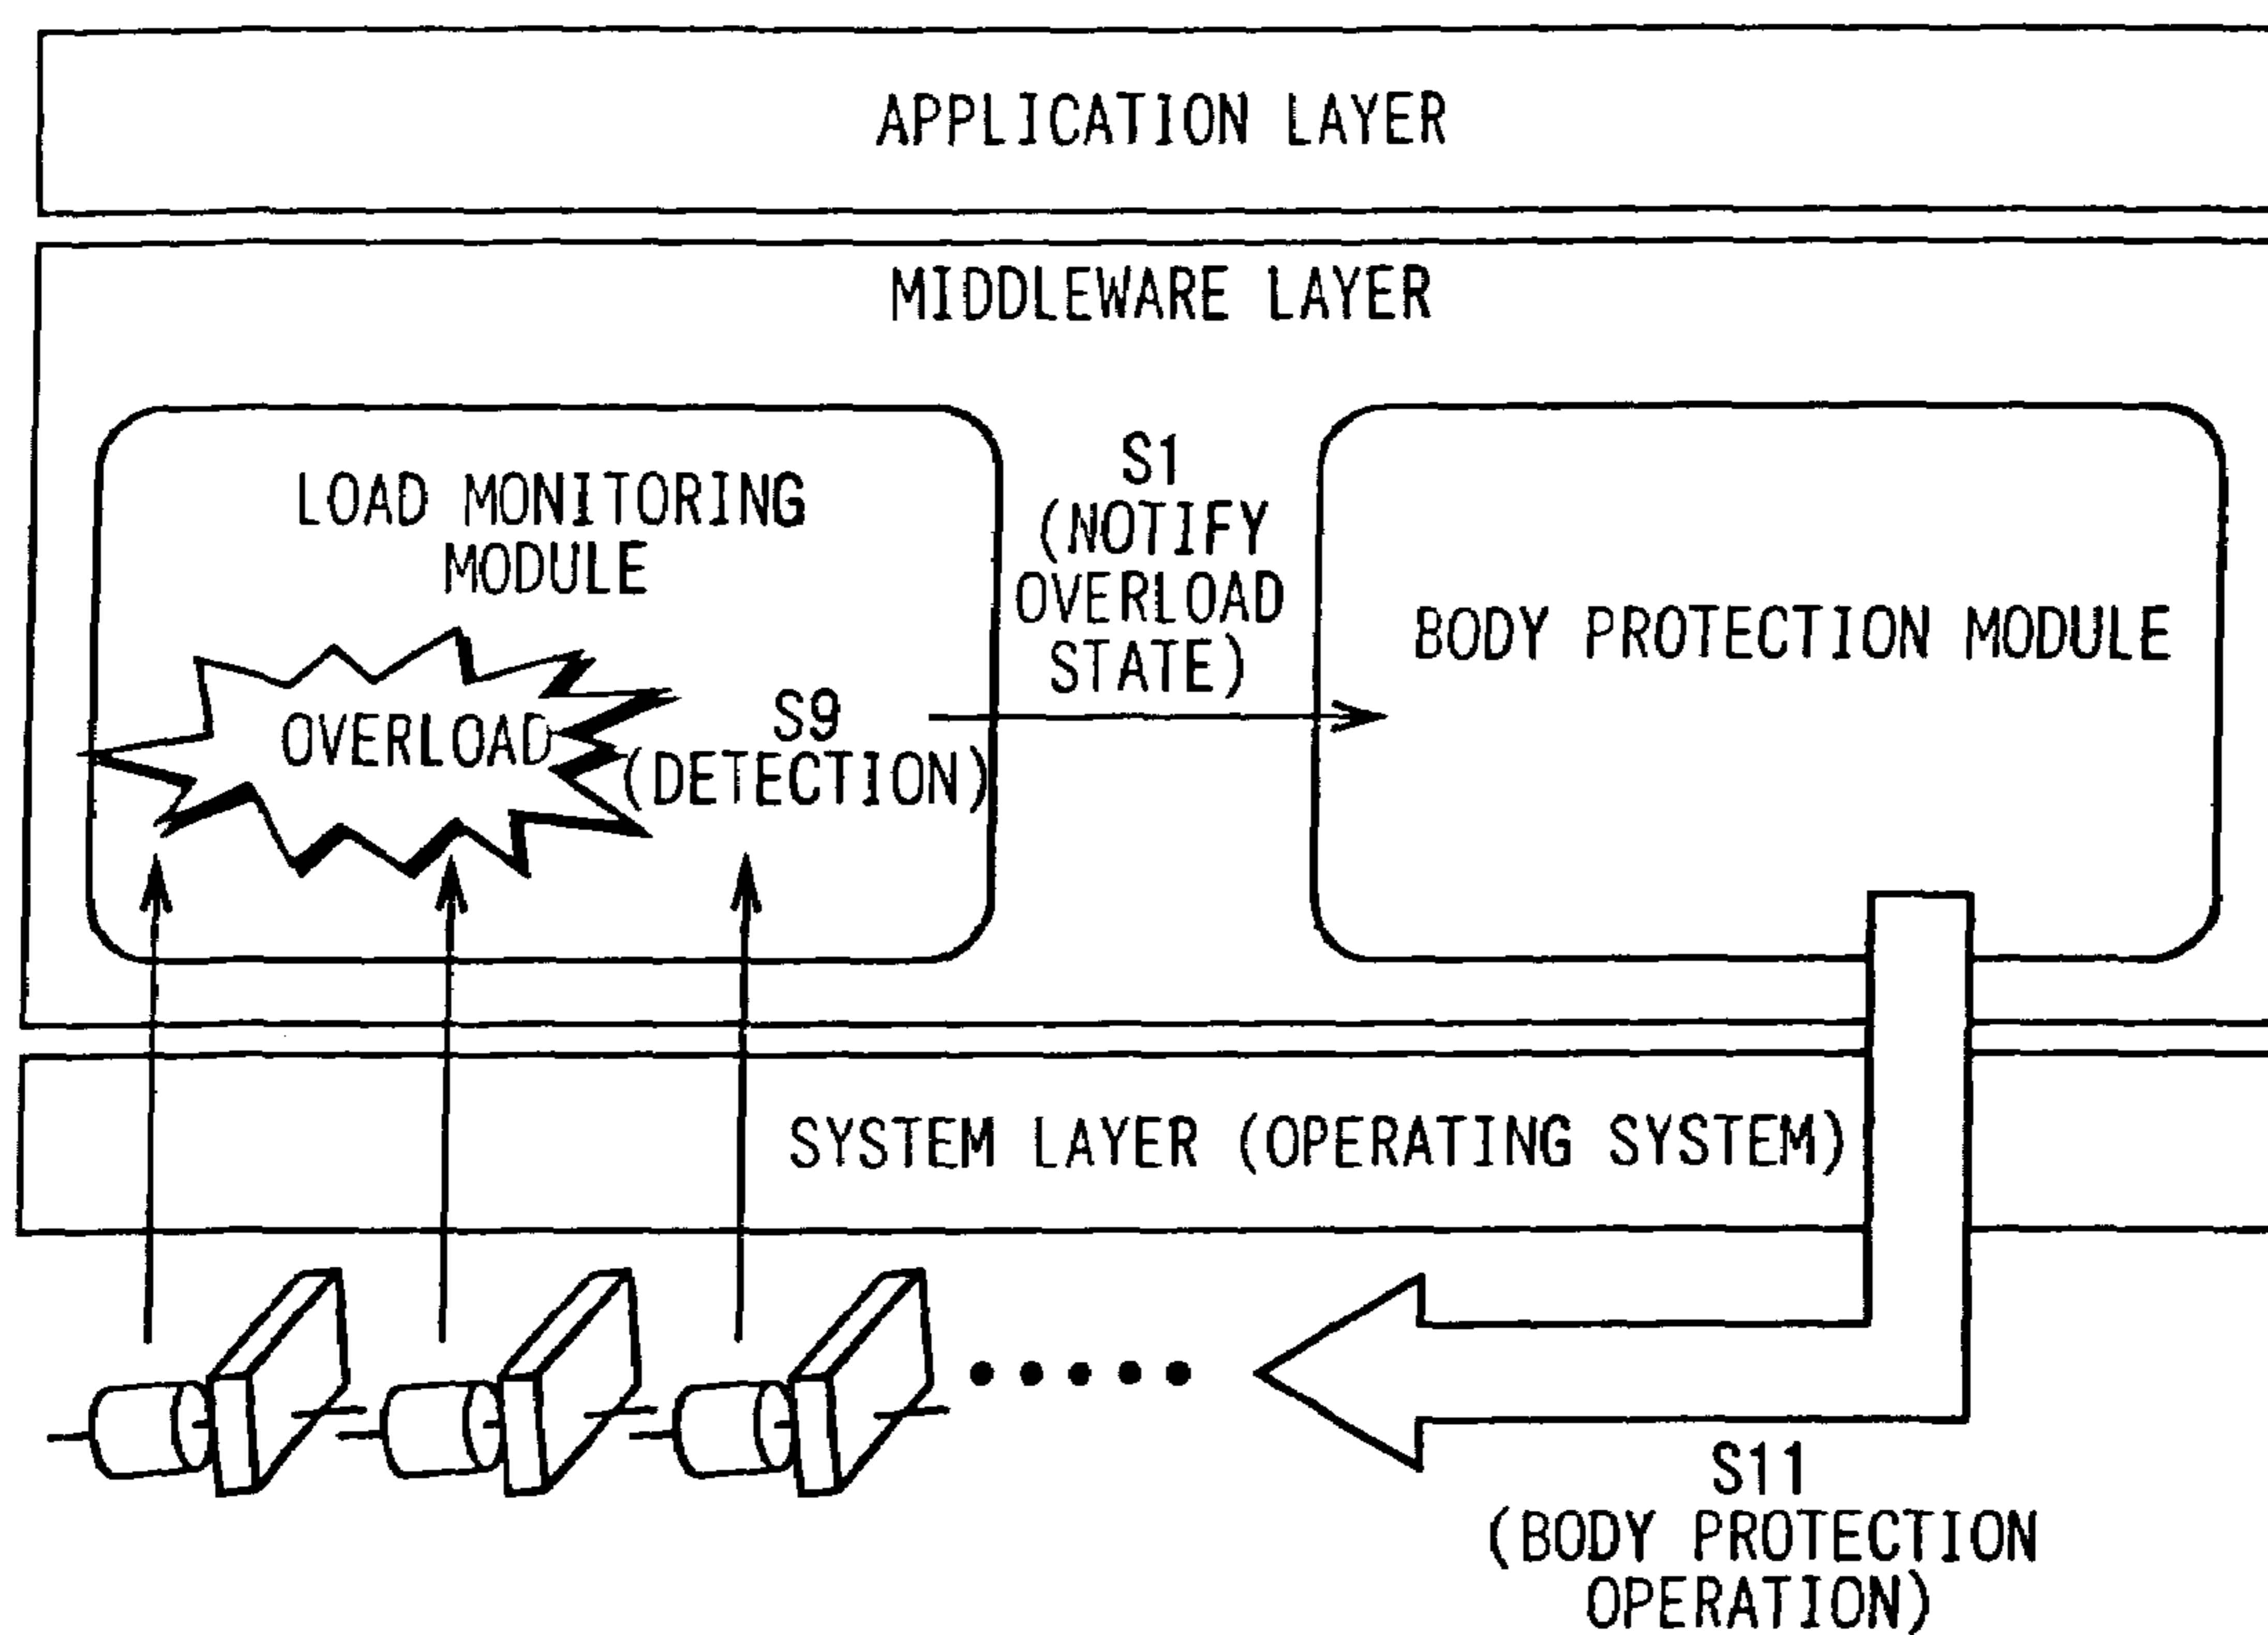 APPLICATION LAYER
MIDDLEWARE LAYER
LOAD MONITORING
MODULE
OVERLOAD
S9
(DETECTION)
S1
(NOTIFY
OVERLOAD
STATE)
BODY PROTECTION MODULE
SYSTEM LAYER (OPERATING SYSTEM)
S11
(BODY PROTECTION
OPERATION)